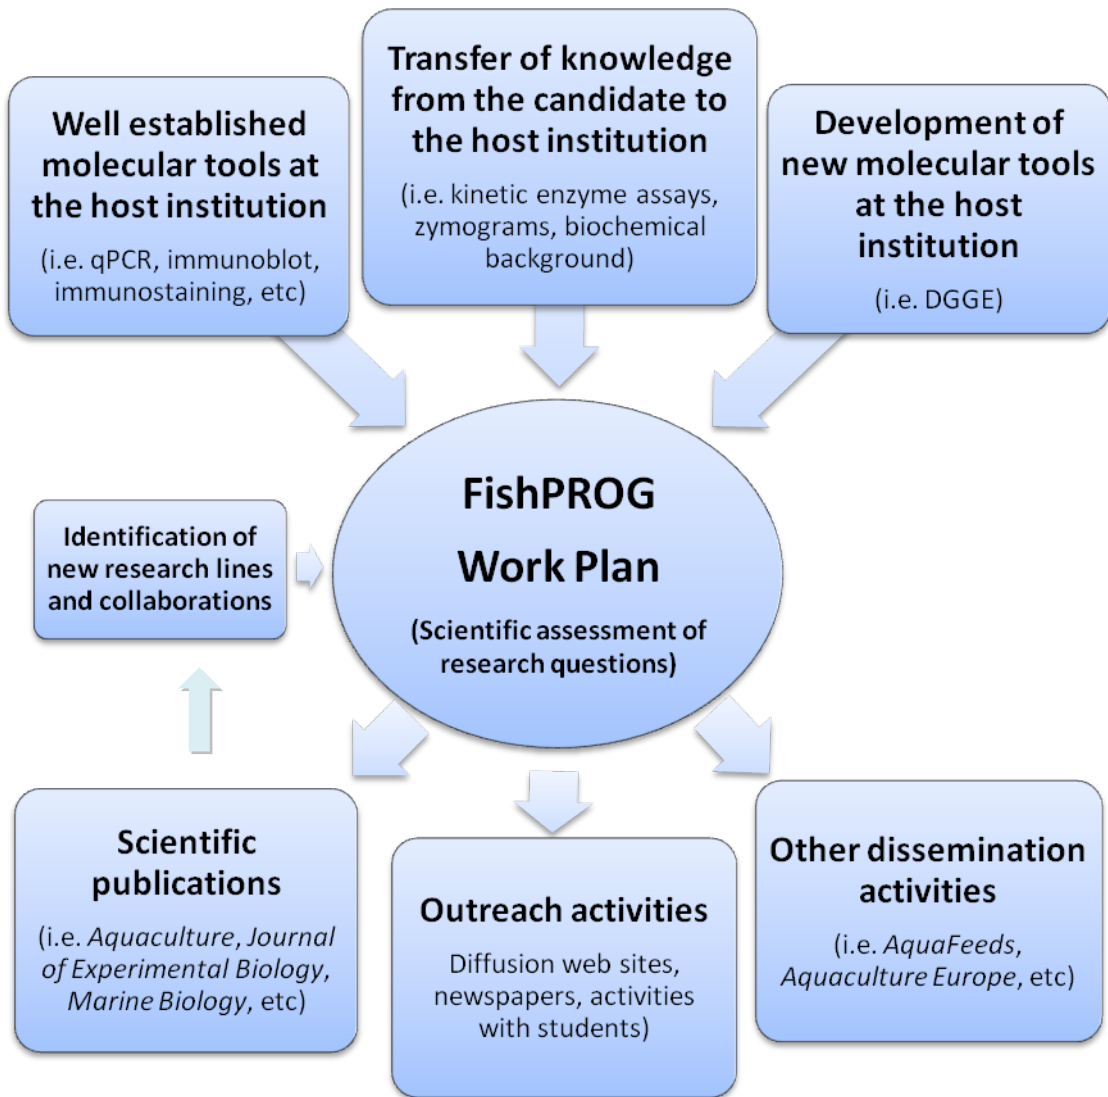 Well established
molecular tools at
the host institution
(i.e. qPCR, immunoblot,
immunostaining, etc)
Transfer of knowledge
from the candidate to
the host institution
(i.e. kinetic enzyme assays,
zymograms, biochemical
background)
Development of
new molecular tools
at the host
institution
(i.e. DGGE)
FishPROG
Work Plan
(Scientific assessment of
research questions)
Identification of
new research lines
and collaborations
Scientific
publications
(i.e. Aquaculture, Journal
of Experimental Biology,
Marine Biology, etc)
Outreach activities
Diffusion web sites,
newspapers, activities
with students)
Other dissemination
activities
(i.e. AquaFeeds,
Aquaculture Europe, etc)